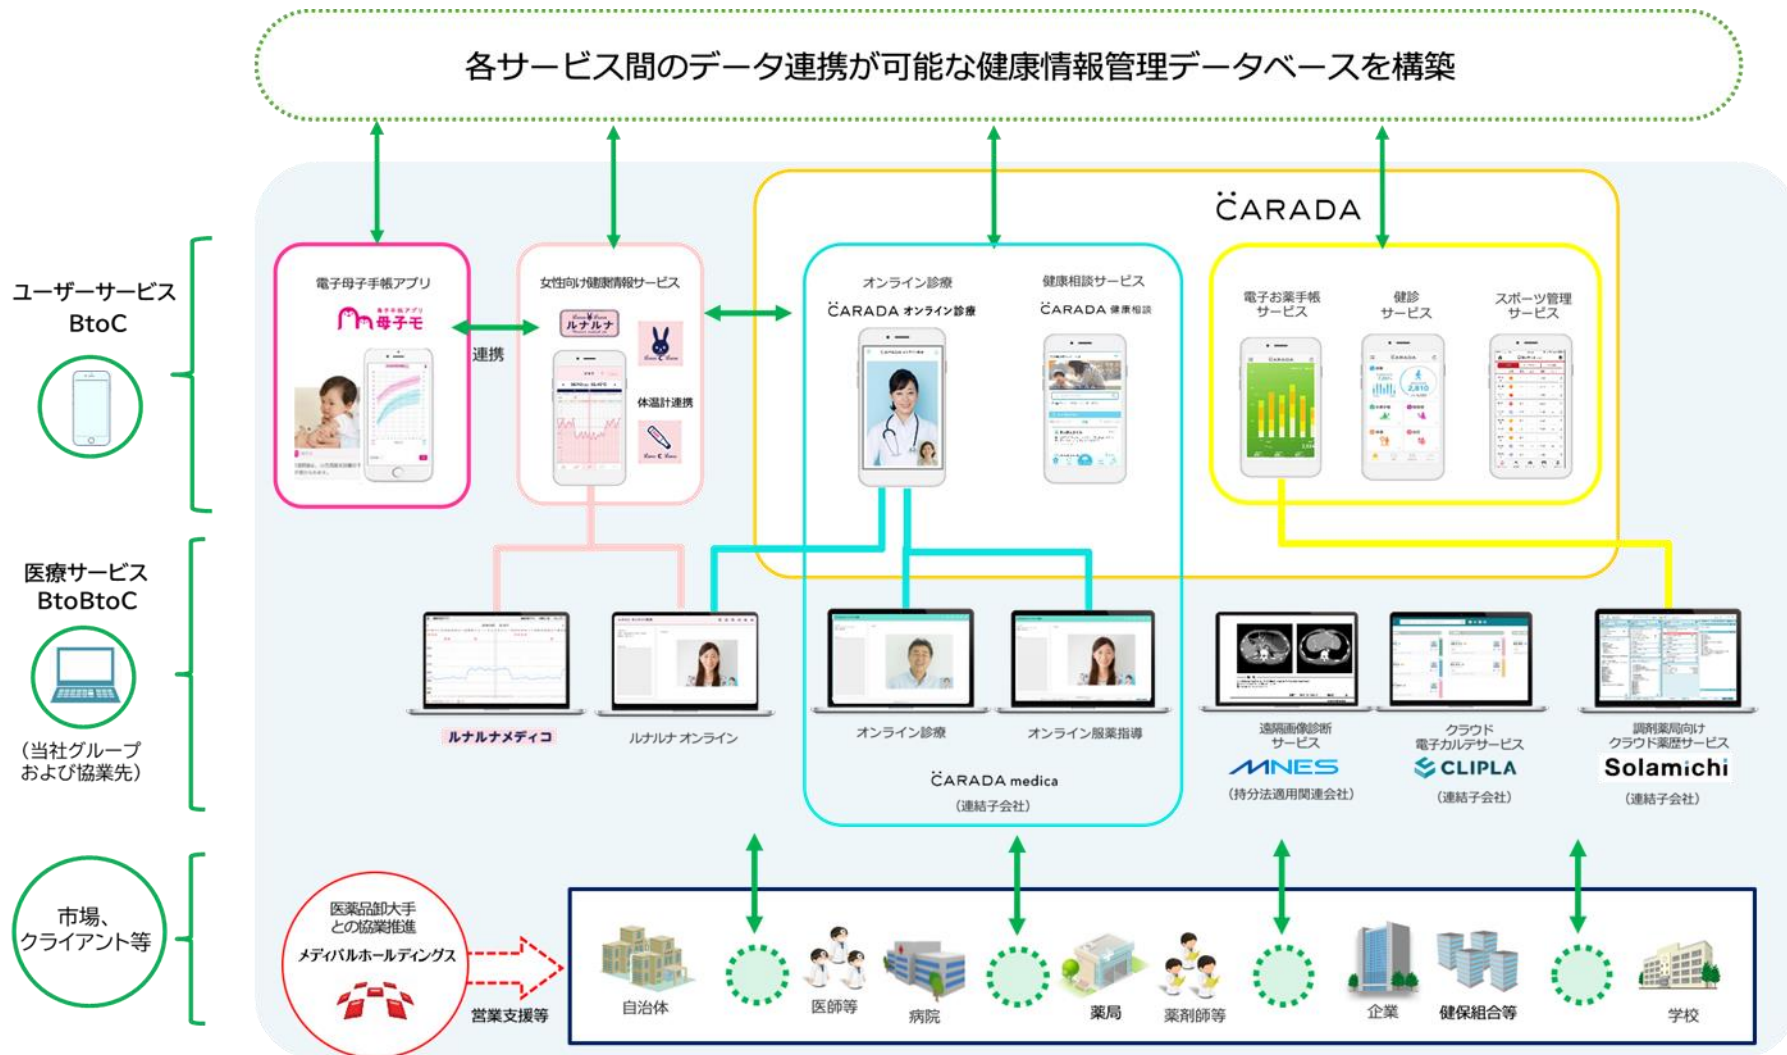 各サービス間のデータ連携が可能な健康情報管理データベースを構築
CARADA
ユーザーサービス
BtoC
電子母子手帳アプリ
母子手帳アプリ
母子モ
連携
女性向け健康情報サービス
ルナルナ
体温計連携
オンライン診療
CARADA オンライン診療
健康相談サービス
CARADA 健康相談
電子お薬手帳
サービス
健診
サービス
スポーツ管理
サービス
CARADA
CARADA
2,810
医療サービス
BtoBtoC
(当社グループ
および協業先)
ルナルナメディコ
ルナルナ オンライン
オンライン診療
オンライン服薬指導
CARADA medica
(連結子会社)
遠隔画像診断
サービス
MNES
(持分法適用関連会社)
クラウド
電子カルテサービス
CLIPLA
(連結子会社)
調剤薬局向け
クラウド薬歴サービス
Solamichi
(連結子会社)
市場、
クライアント等
医薬品卸大手
との協業推進
メディパルホールディングス
営業支援等
自治体
医師等
病院
薬局
薬剤師等
企業
健保組合等
学校